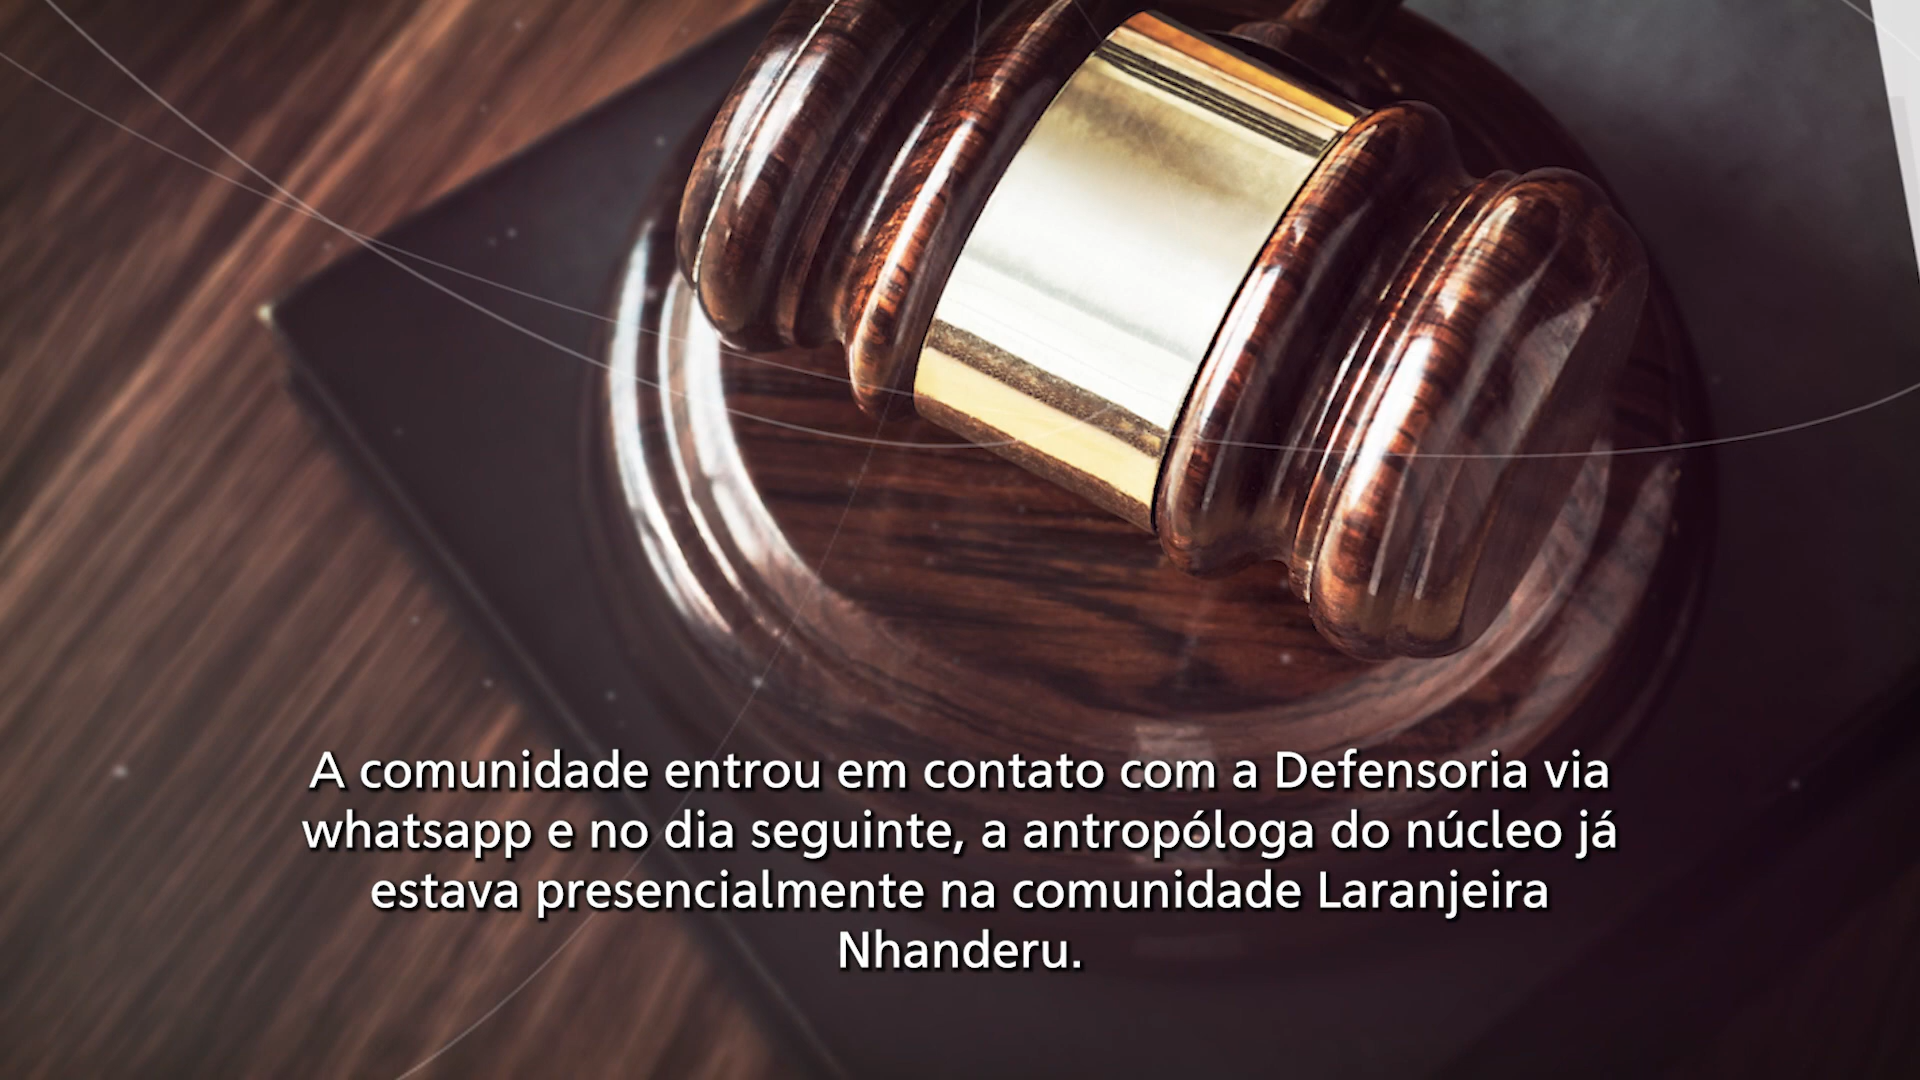 A comunidade entrou em contato com a Defensoria via
whatsapp e no dia seguinte, a antropóloga do núcleo já
estava presencialmente na comunidade Laranjeira
Nhanderu.